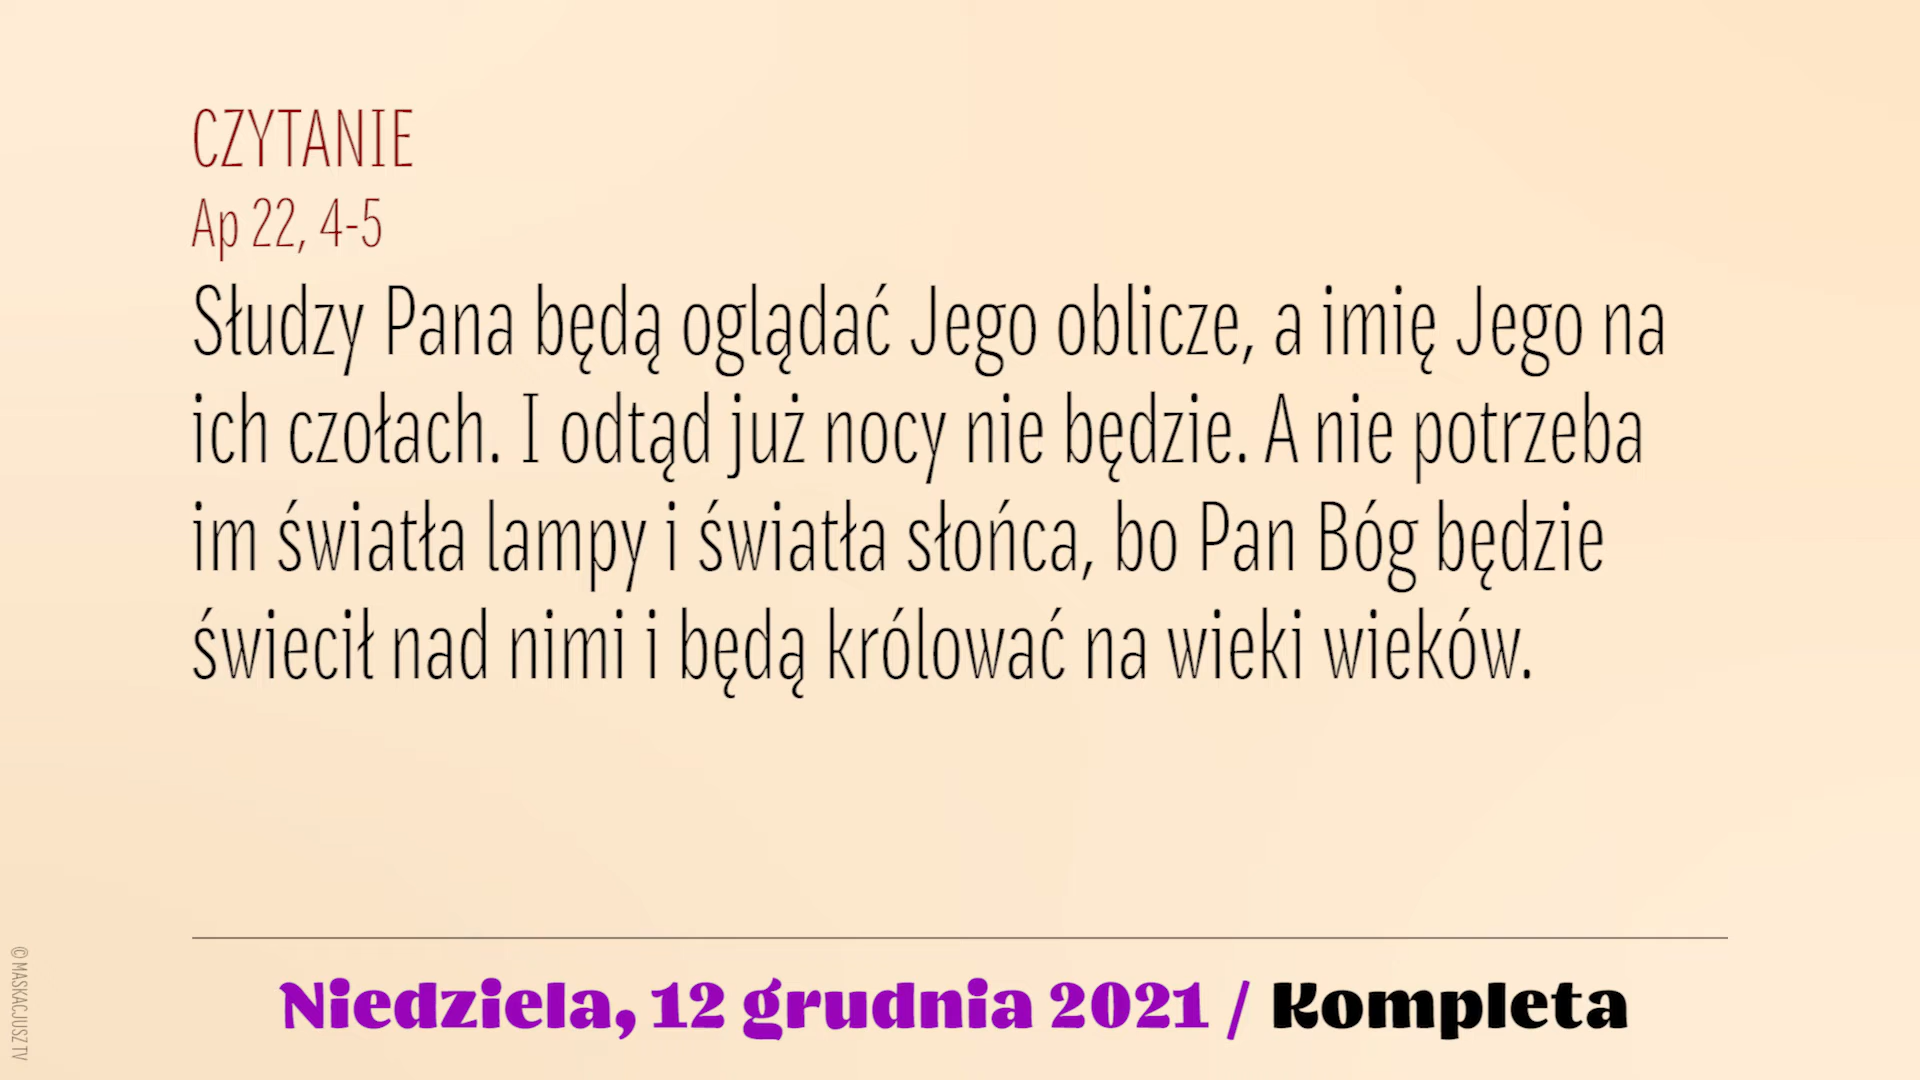 CZYTANIE
Ap 22, 4-5
Słudzy Pana będą oglądać Jego oblicze, a imię Jego na
ich czołach. I odtąd już nocy nie będzie. A nie potrzeba
im światła lampy i światła słońca, bo Pan Bóg będzie
świecił nad nimi i będą królować na wieki wieków.
Niedziela, 12 grudnia 2021 / Kompleta
© MASKACJUSZ TV